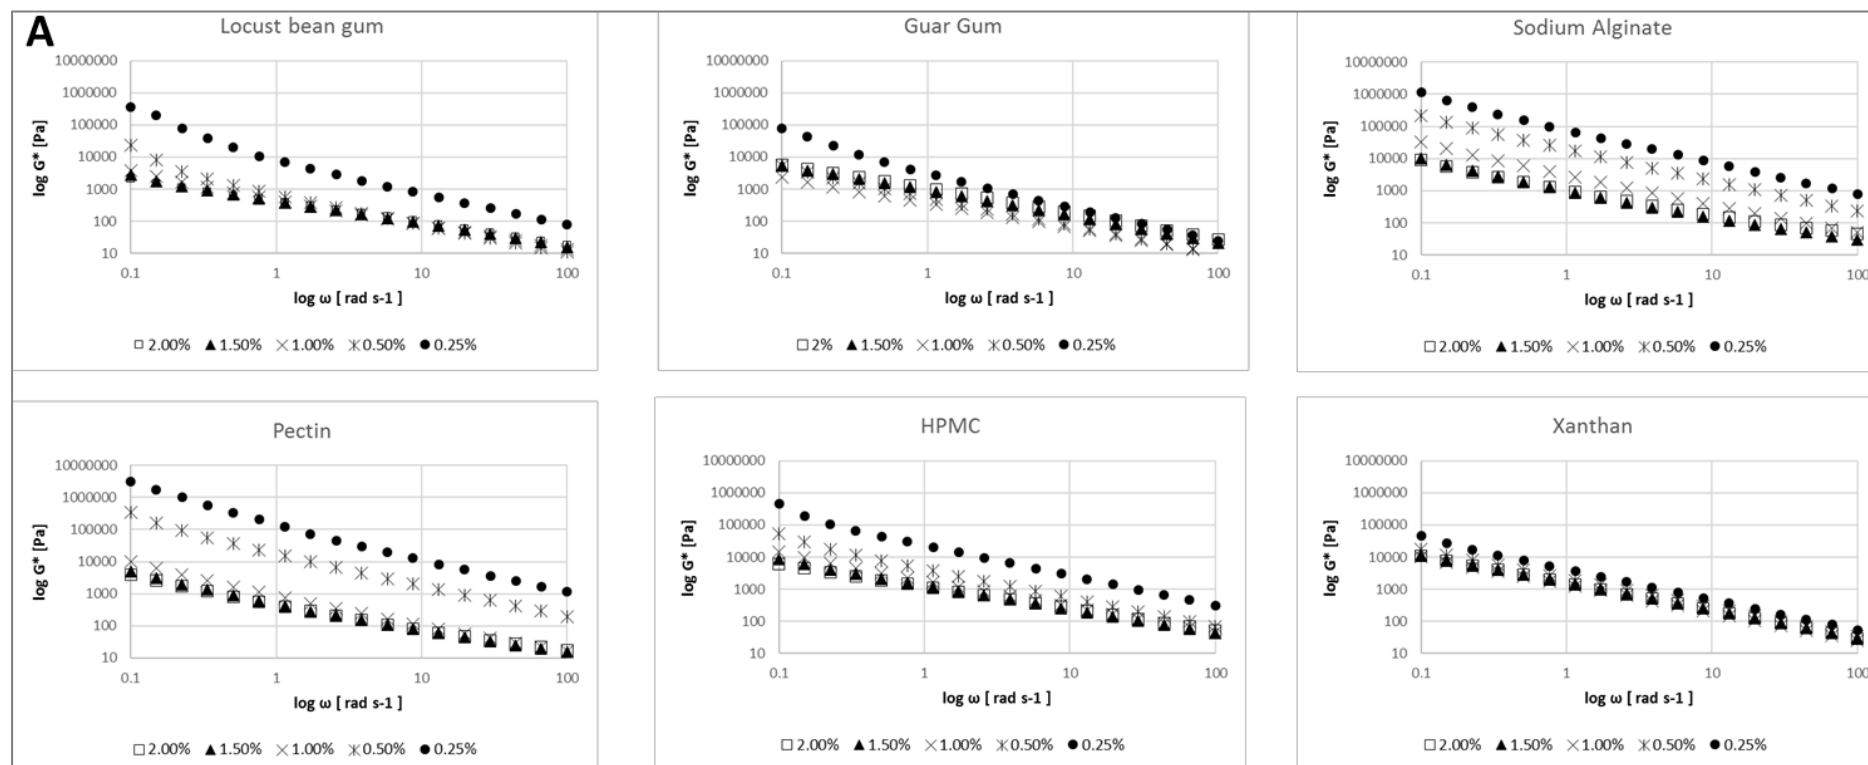 A
Locust bean gum
10000000
1000000
100000
10000
1000
100
10
log G* [Pa]
0.1 1 10 100
log ω [ rad s-1 ]
□ 2.00% ▲ 1.50% × 1.00% ж 0.50% ● 0.25%
Guar Gum
10000000
1000000
100000
10000
1000
100
10
log G* [Pa]
0.1 1 10 100
log ω [ rad s-1 ]
□ 2% ▲ 1.50% × 1.00% ж 0.50% ● 0.25%
Sodium Alginate
10000000
1000000
100000
10000
1000
100
10
log G* [Pa]
0.1 1 10 100
log ω [ rad s-1 ]
□ 2.00% ▲ 1.50% × 1.00% ж 0.50% ● 0.25%
Pectin
10000000
1000000
100000
10000
1000
100
10
log G* [Pa]
0.1 1 10 100
log ω [ rad s-1 ]
□ 2.00% ▲ 1.50% × 1.00% ж 0.50% ● 0.25%
HPMC
10000000
1000000
100000
10000
1000
100
10
log G* [Pa]
0.1 1 10 100
log ω [ rad s-1 ]
□ 2.00% ▲ 1.50% × 1.00% ж 0.50% ● 0.25%
Xanthan
10000000
1000000
100000
10000
1000
100
10
log G* [Pa]
0.1 1 10 100
log ω [ rad s-1 ]
□ 2.00% ▲ 1.50% × 1.00% ж 0.50% ● 0.25%